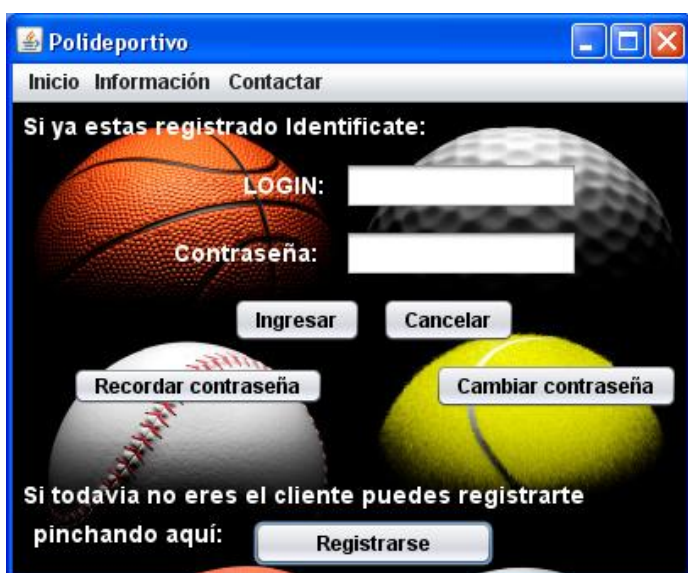 Polideportivo
Inicio Información Contactar
Si ya estas registrado Identificate:
LOGIN:
Contraseña:
Ingresar Cancelar
Recordar contraseña Cambiar contraseña
Si todavia no eres el cliente puedes registrarte
pinchando aquí: Registrarse